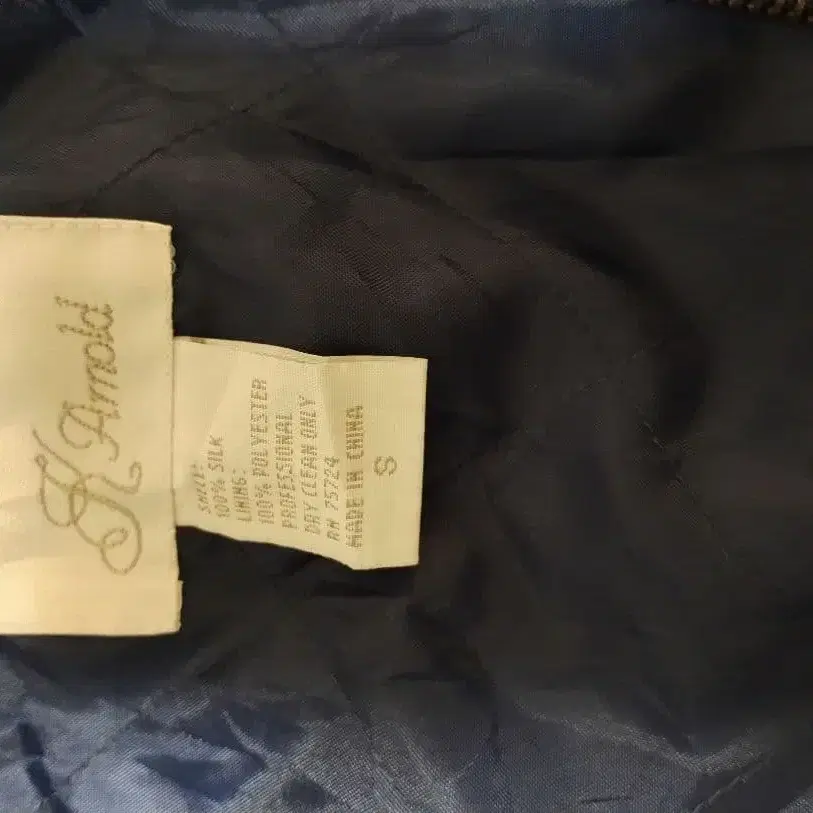 K Arnold
SHELL:
100% SILK
LINING:
100% POLYESTER
PROFESSIONAL
DRY CLEAN ONLY
RN 75724
MADE IN CHINA
S